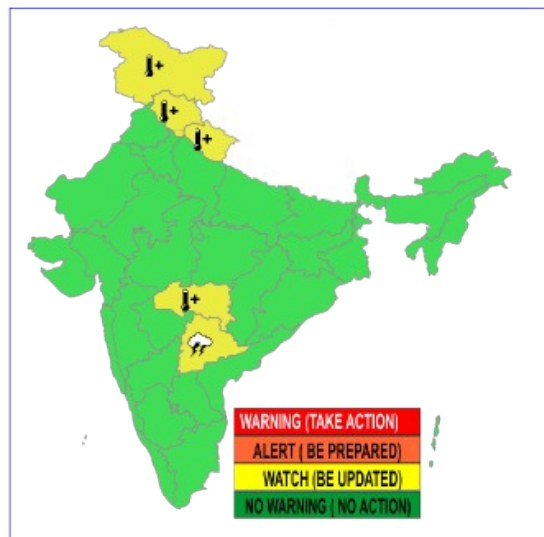 WARNING (TAKE ACTION)
ALERT ( BE PREPARED)
WATCH (BE UPDATED)
NO WARNING ( NO ACTION)